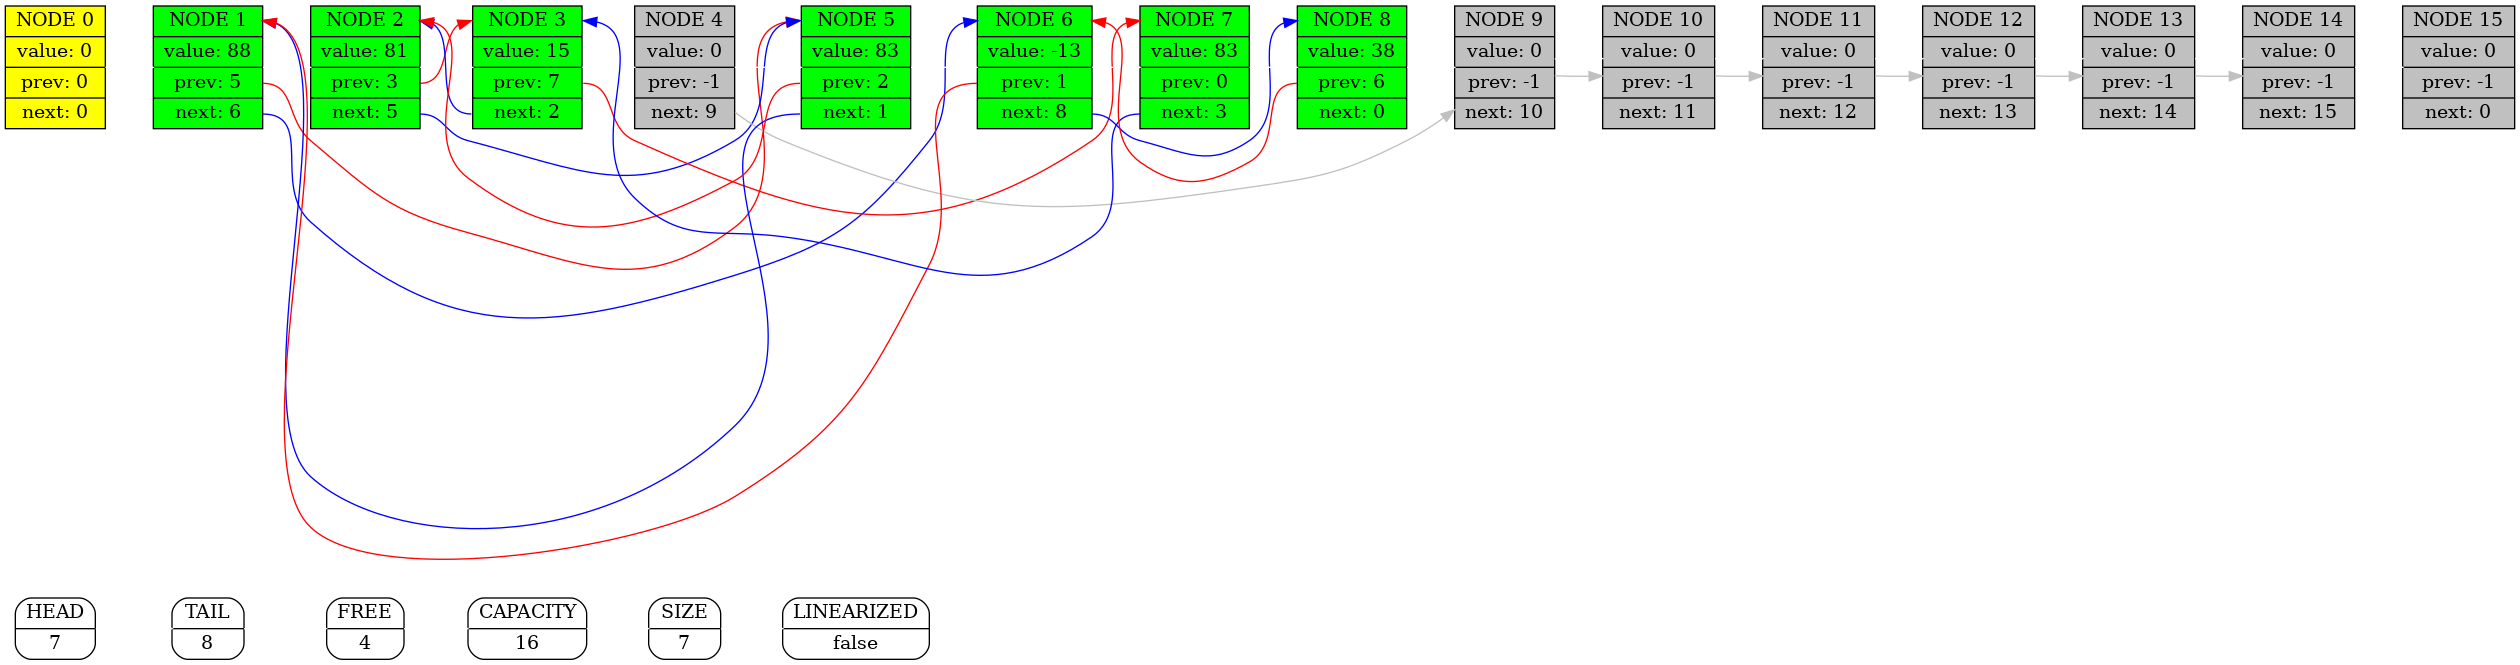 NODE 0
value: 0
prev: 0
next: 0
NODE 1
value: 88
prev: 5
next: 6
NODE 2
value: 81
prev: 3
next: 5
NODE 3
value: 15
prev: 7
next: 2
NODE 4
value: 0
prev: -1
next: 9
NODE 5
value: 83
prev: 2
next: 1
NODE 6
value: -13
prev: 1
next: 8
NODE 7
value: 83
prev: 0
next: 3
NODE 8
value: 38
prev: 6
next: 0
NODE 9
value: 0
prev: -1
next: 10
NODE 10
value: 0
prev: -1
next: 11
NODE 11
value: 0
prev: -1
next: 12
NODE 12
value: 0
prev: -1
next: 13
NODE 13
value: 0
prev: -1
next: 14
NODE 14
value: 0
prev: -1
next: 15
NODE 15
value: 0
prev: -1
next: 0
HEAD
7
TAIL
8
FREE
4
CAPACITY
16
SIZE
7
LINEARIZED
false